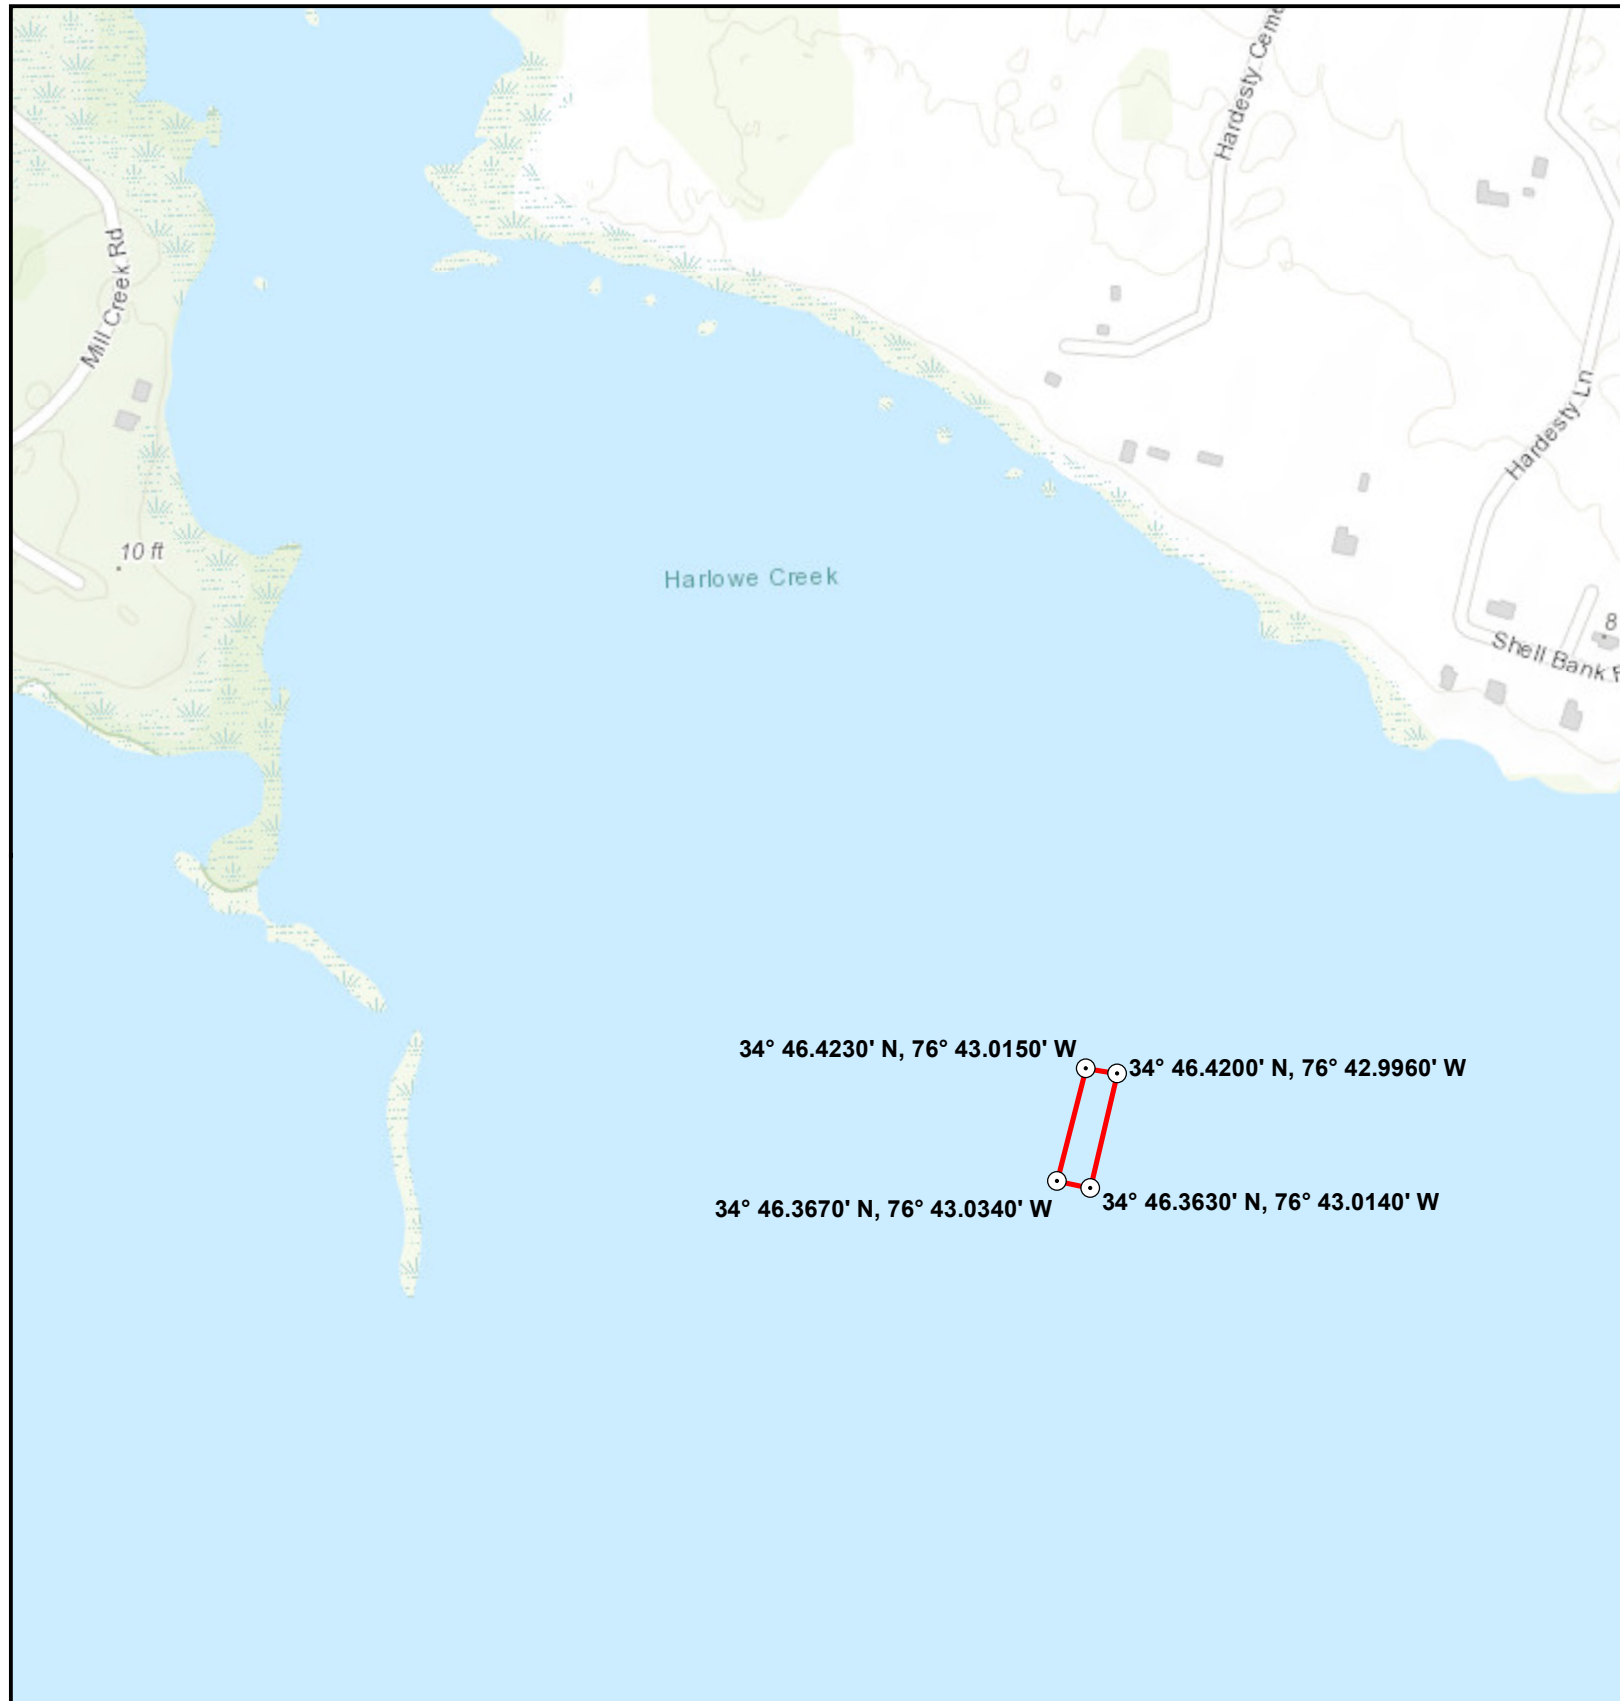 Hardesty Ceme
Mill Creek Rd
Hardesty Ln
10 ft
Harlowe Creek
8
Shell Bank
34° 46.4230' N, 76° 43.0150' W
34° 46.4200' N, 76° 42.9960' W
34° 46.3670' N, 76° 43.0340' W
34° 46.3630' N, 76° 43.0140' W